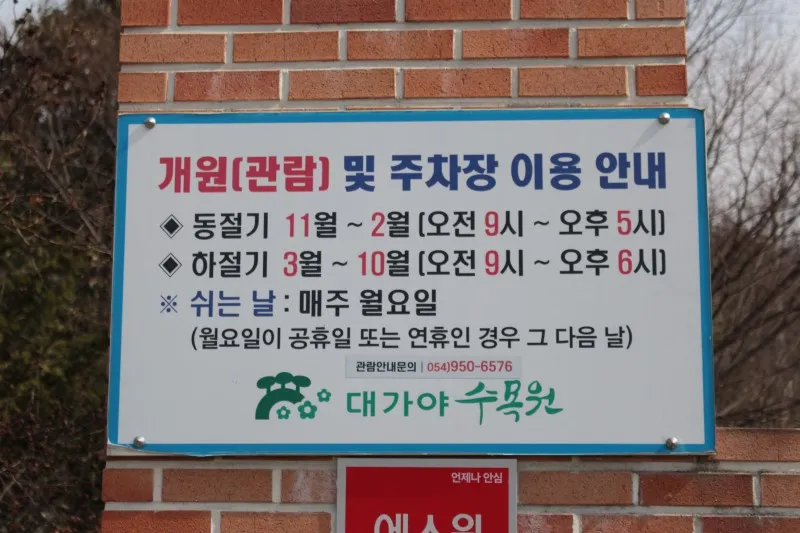 개원(관람) 및 주차장 이용 안내
◈ 동절기 11월 ~ 2월 (오전 9시 ~ 오후 5시)
◈ 하절기 3월 ~ 10월 (오전 9시 ~ 오후 6시)
※ 쉬는 날 : 매주 월요일
(월요일이 공휴일 또는 연휴인 경우 그 다음 날)
관람안내문의 | 054)950-6576
대가야 수목원
언제나 안심